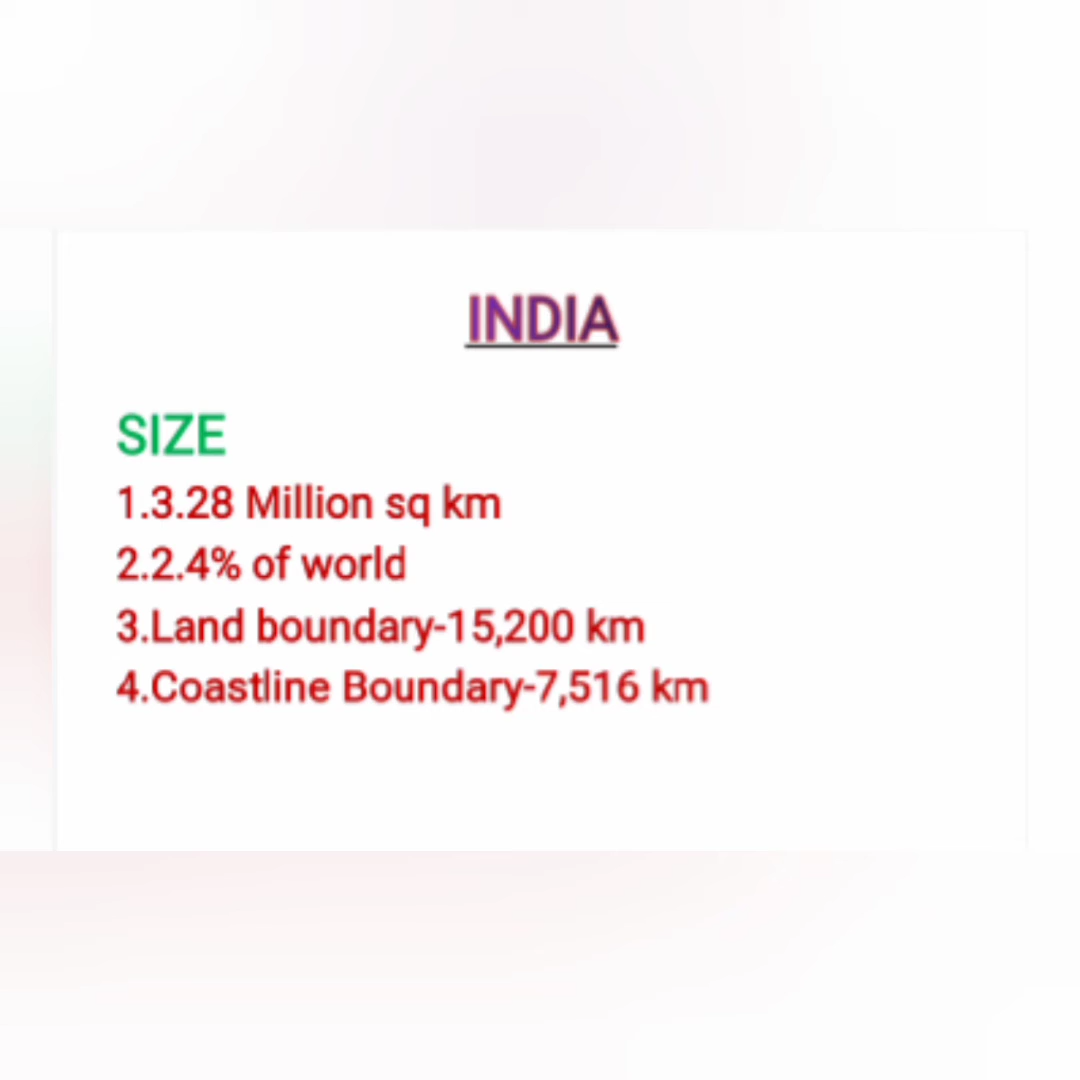 INDIA
SIZE
1.3.28 Million sq km
2.2.4% of world
3.Land boundary-15,200 km
4.Coastline Boundary-7,516 km